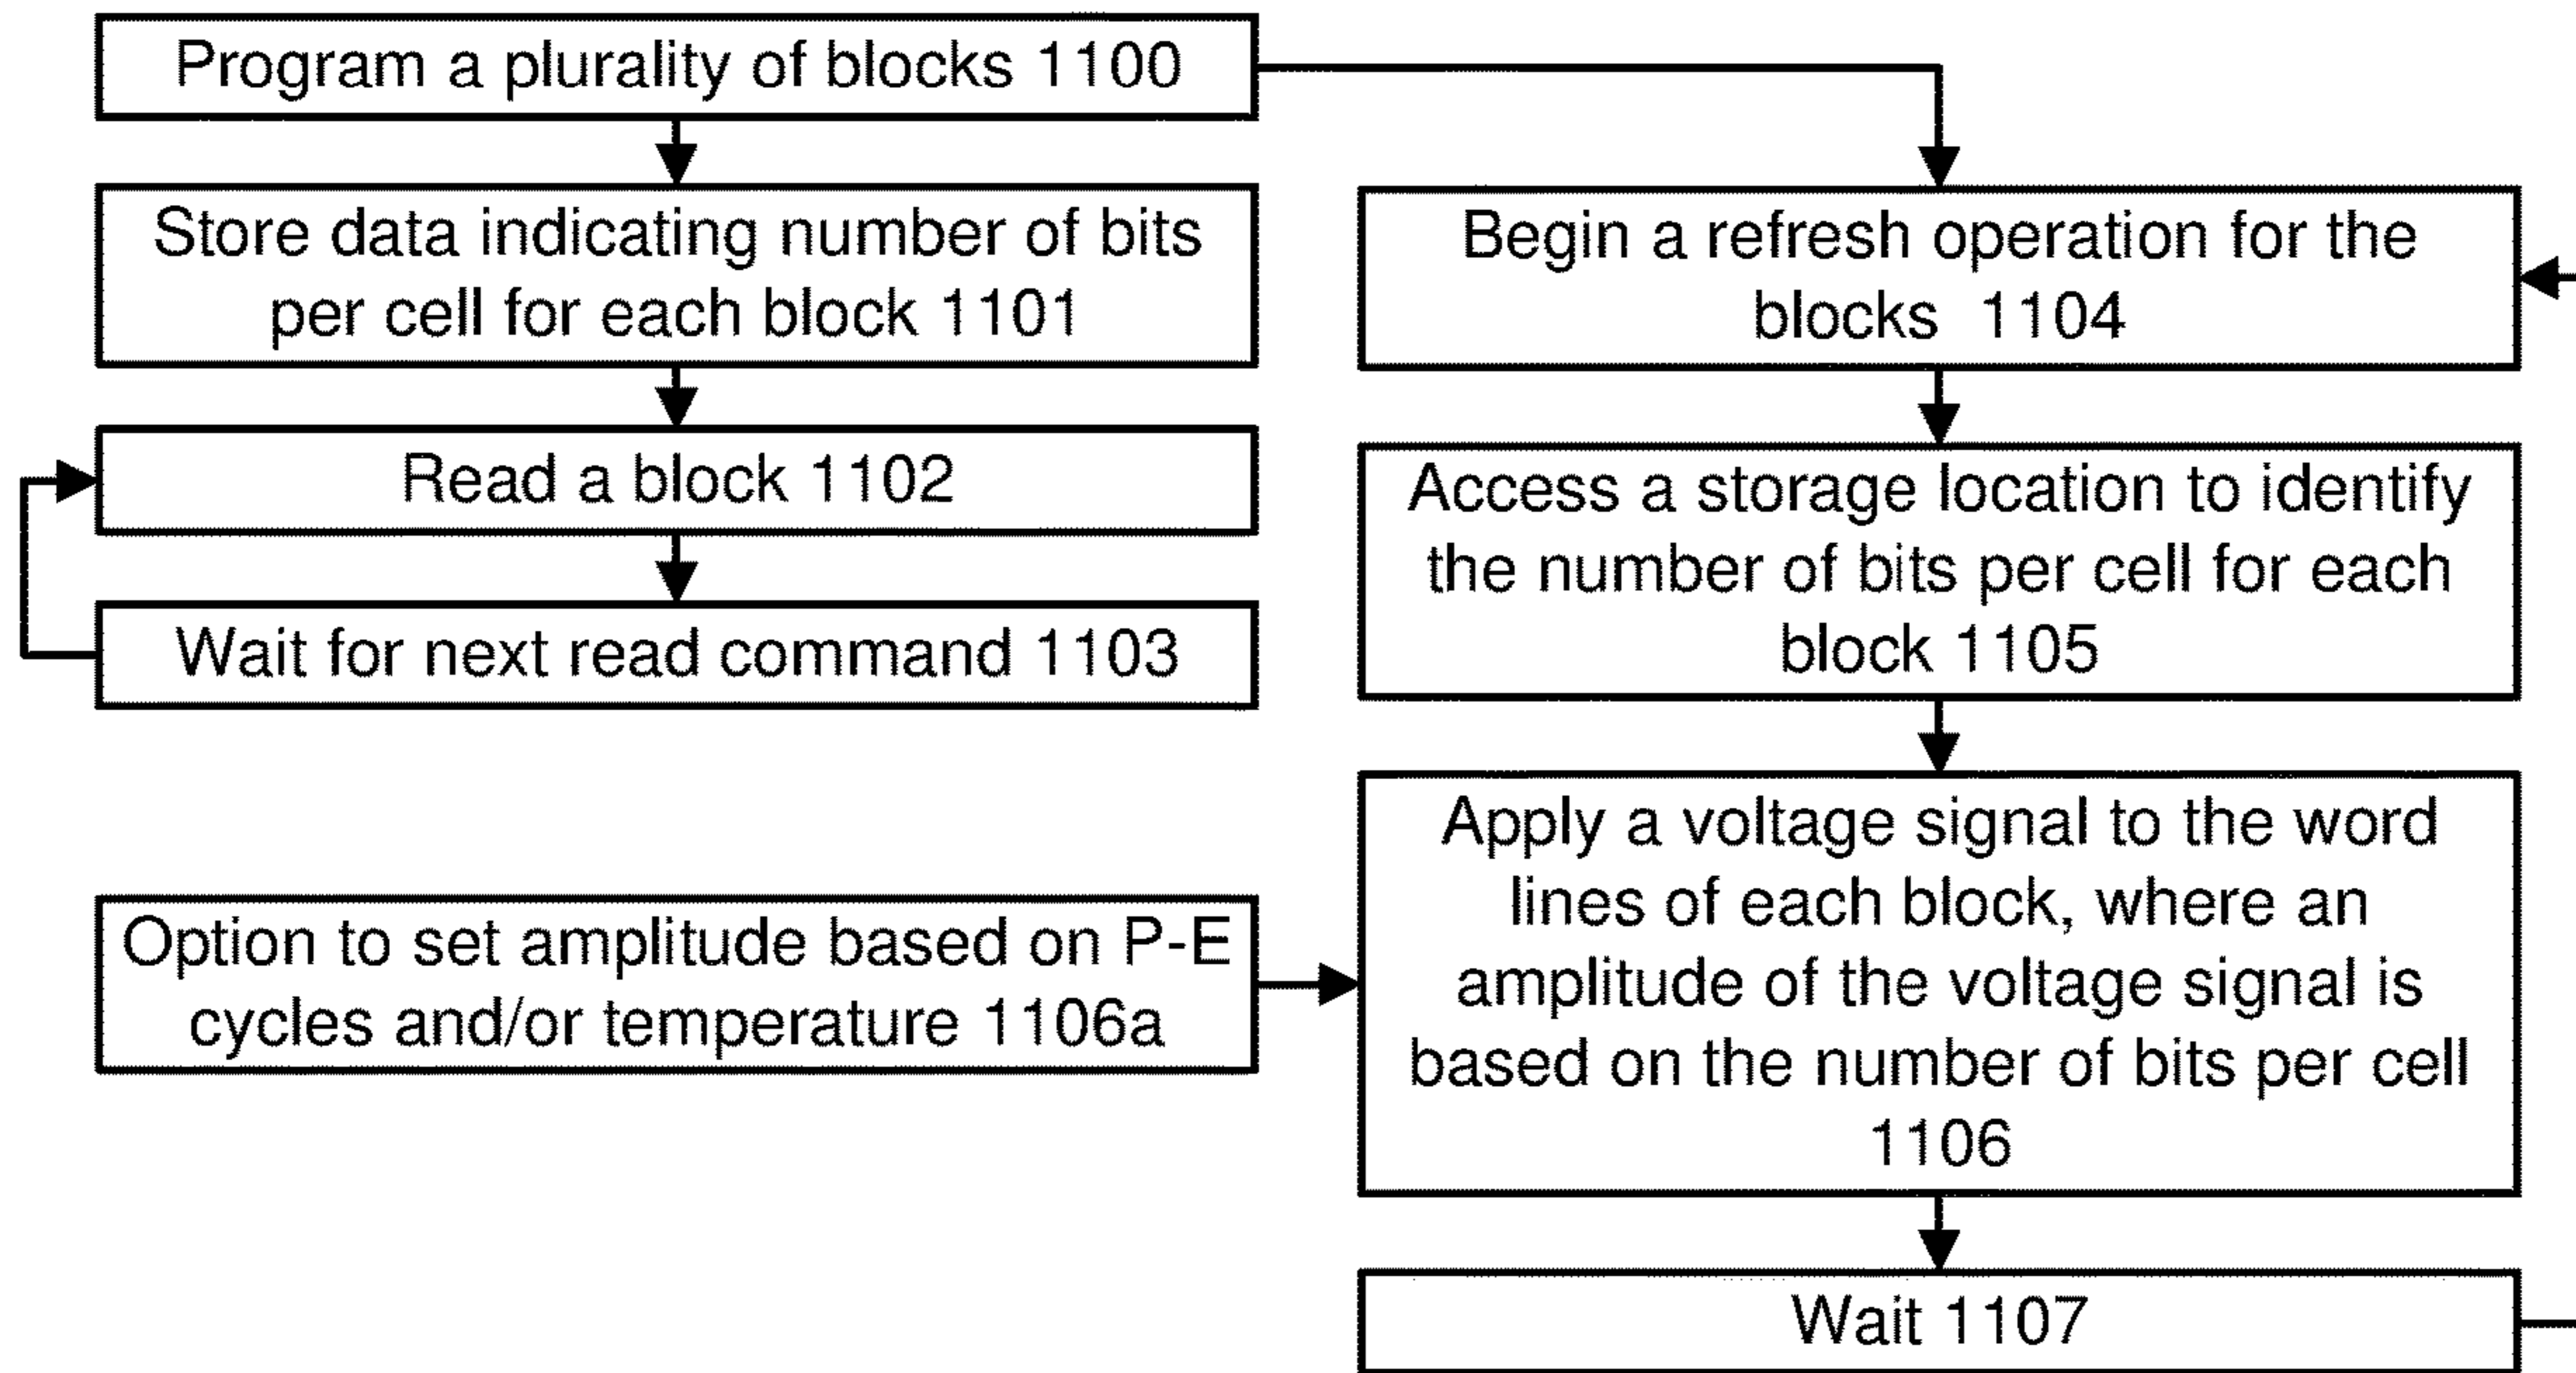 Program a plurality of blocks 1100
Store data indicating number of bits
per cell for each block 1101
Read a block 1102
Wait for next read command 1103
Option to set amplitude based on P-E
cycles and/or temperature 1106a
Begin a refresh operation for the
blocks 1104
Access a storage location to identify
the number of bits per cell for each
block 1105
Apply a voltage signal to the word
lines of each block, where an
amplitude of the voltage signal is
based on the number of bits per cell
1106
Wait 1107